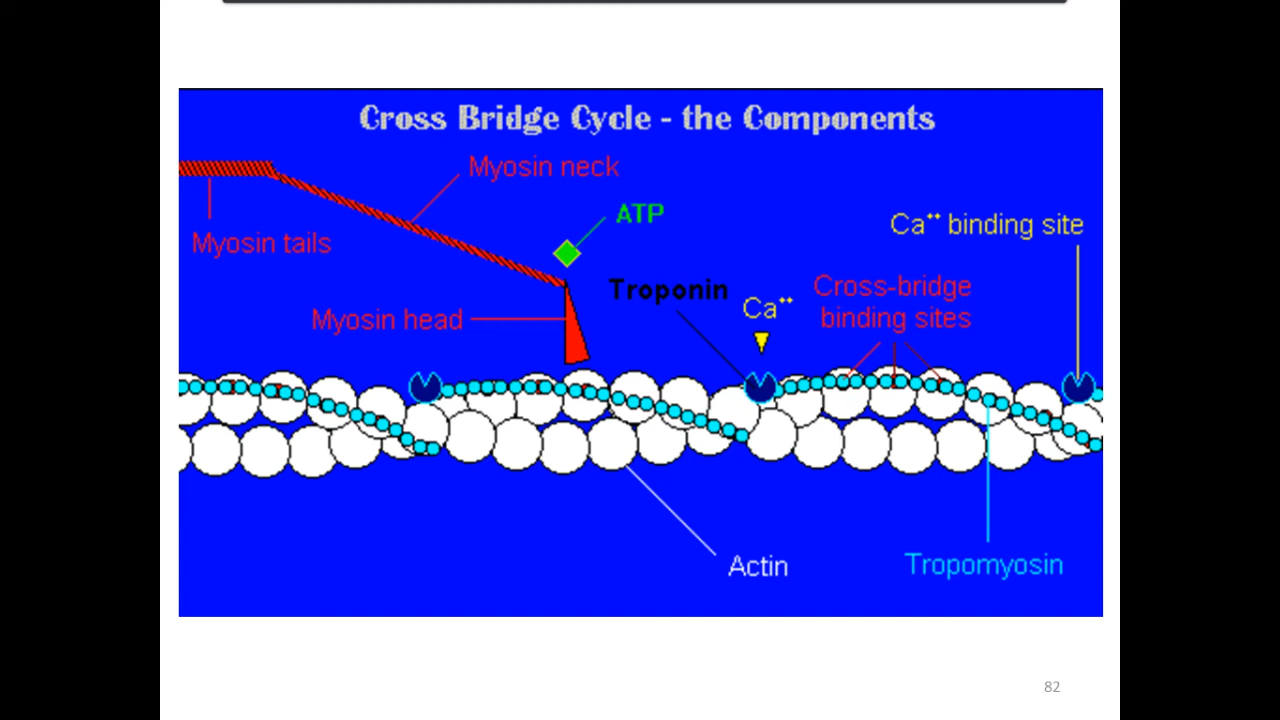 Cross Bridge Cycle - the Components
Myosin neck
ATP
Myosin tails
Ca⁺⁺ binding site
Troponin
Ca⁺⁺
Cross-bridge
binding sites
Myosin head
Actin
Tropomyosin
82